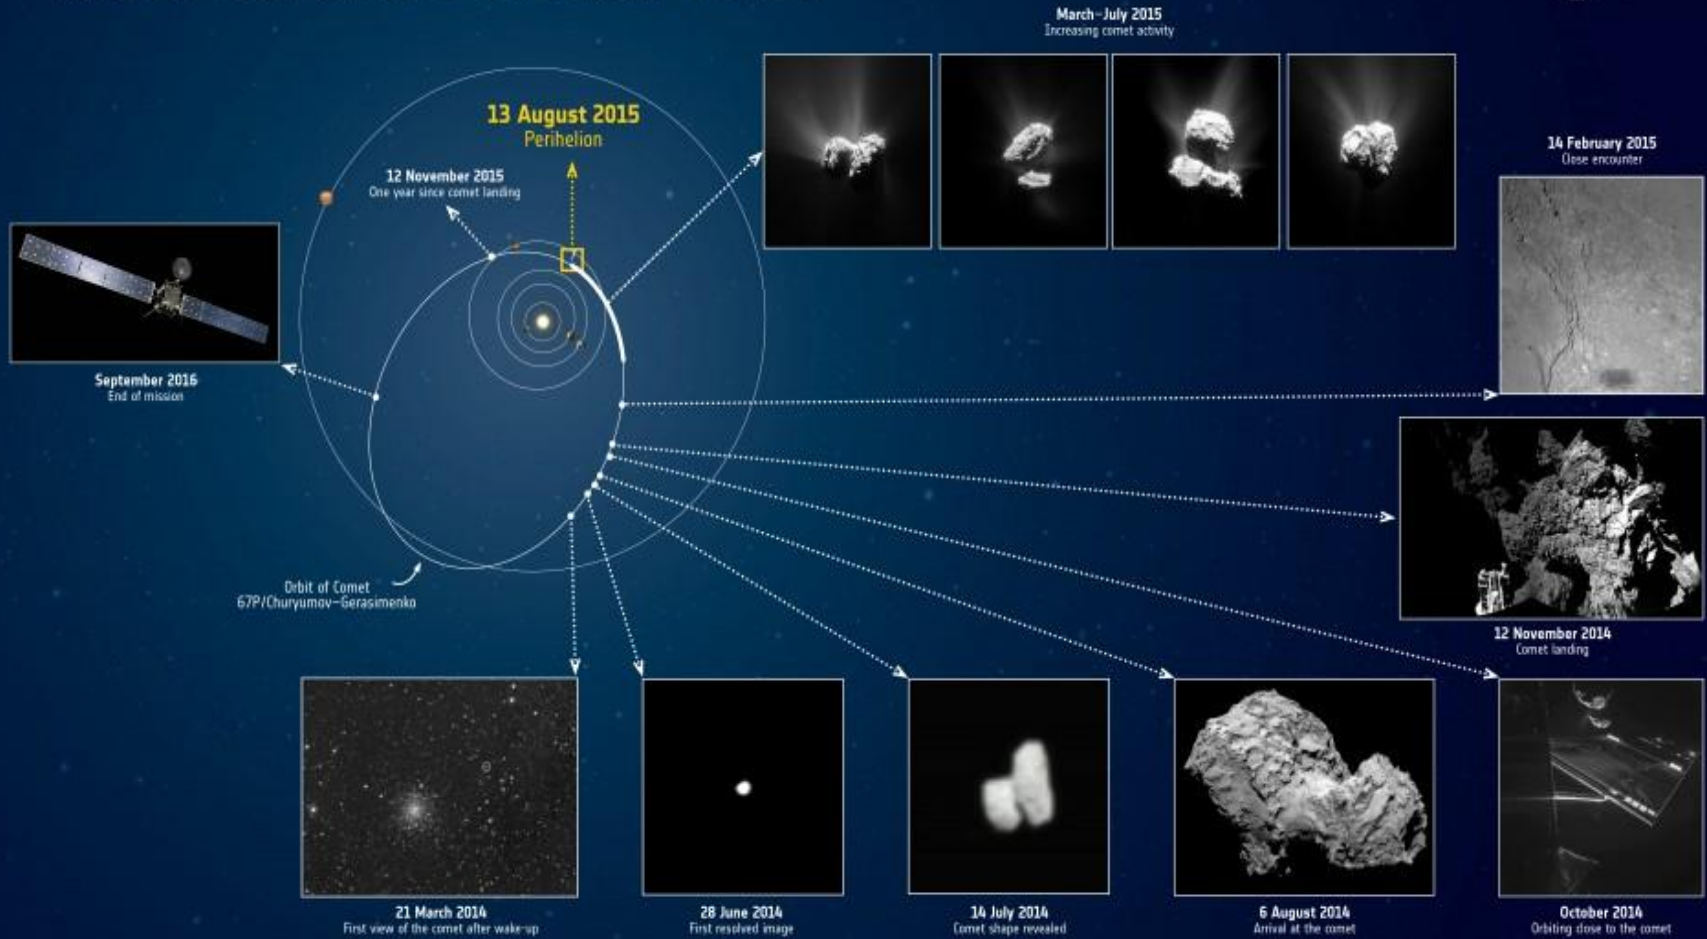 March–July 2015
Increasing comet activity
13 August 2015
Perihelion
12 November 2015
One year since comet landing
14 February 2015
Close encounter
September 2016
End of mission
Orbit of Comet
67P/Churyumov–Gerasimenko
12 November 2014
Comet landing
21 March 2014
First view of the comet after wake-up
28 June 2014
First resolved image
14 July 2014
Comet shape revealed
6 August 2014
Arrival at the comet
October 2014
Orbiting close to the comet